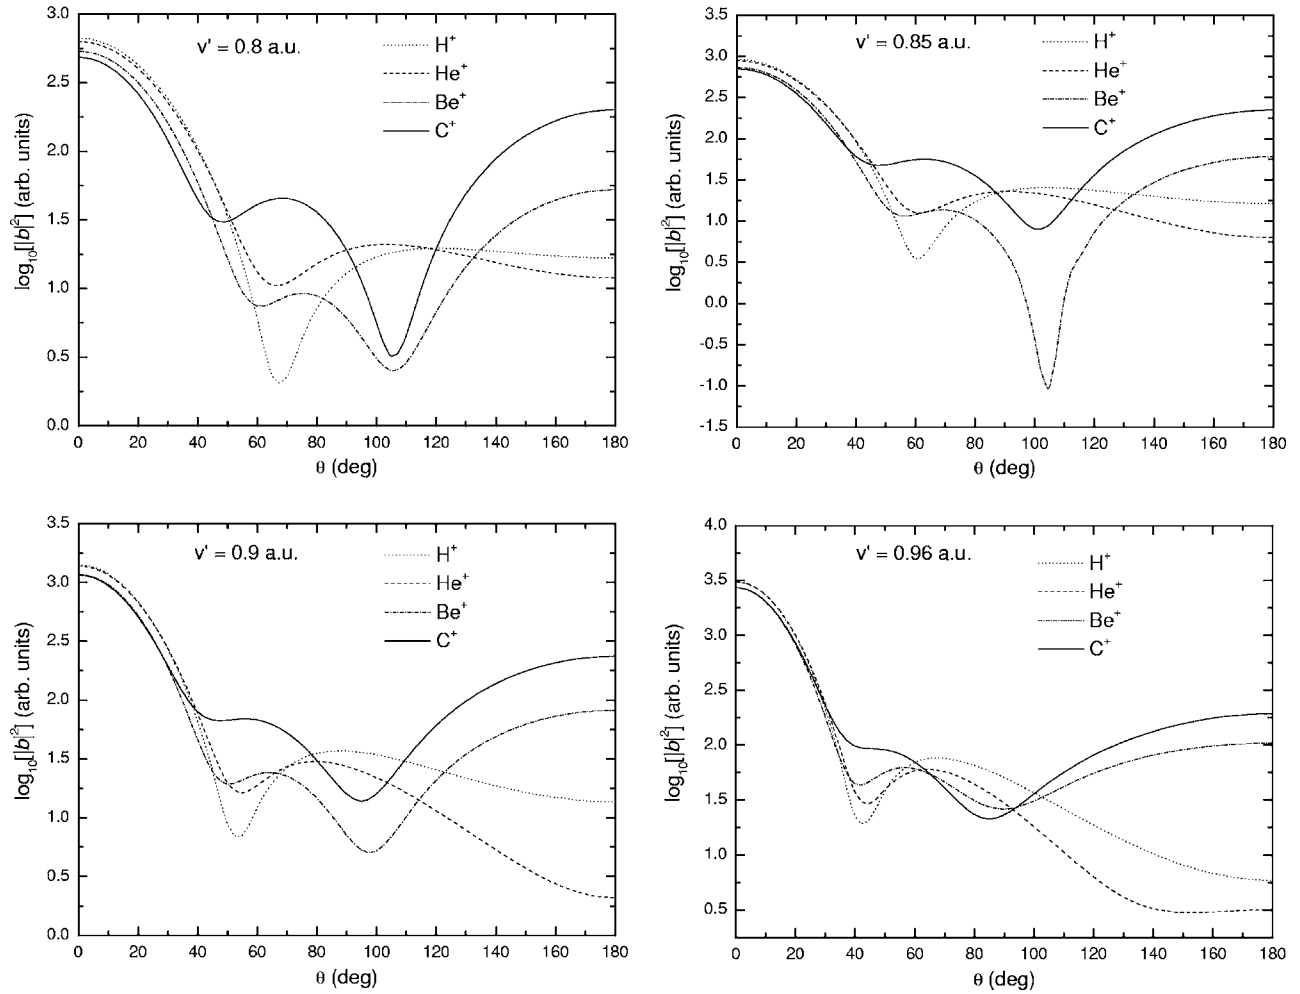 v' = 0.8 a.u.
H⁺
He⁺
Be⁺
C⁺
log₁₀[|b|²] (arb. units)
3.0
2.5
2.0
1.5
1.0
0.5
0.0
0 20 40 60 80 100 120 140 160 180
θ (deg)
v' = 0.85 a.u.
H⁺
He⁺
Be⁺
C⁺
log₁₀[|b|²] (arb. units)
3.5
3.0
2.5
2.0
1.5
1.0
0.5
0.0
-0.5
-1.0
-1.5
0 20 40 60 80 100 120 140 160 180
θ (deg)
v' = 0.9 a.u.
H⁺
He⁺
Be⁺
C⁺
log₁₀[|b|²] (arb. units)
3.5
3.0
2.5
2.0
1.5
1.0
0.5
0.0
0 20 40 60 80 100 120 140 160 180
θ (deg)
v' = 0.96 a.u.
H⁺
He⁺
Be⁺
C⁺
log₁₀[|b|²] (arb. units)
4.0
3.5
3.0
2.5
2.0
1.5
1.0
0.5
0 20 40 60 80 100 120 140 160 180
θ (deg)